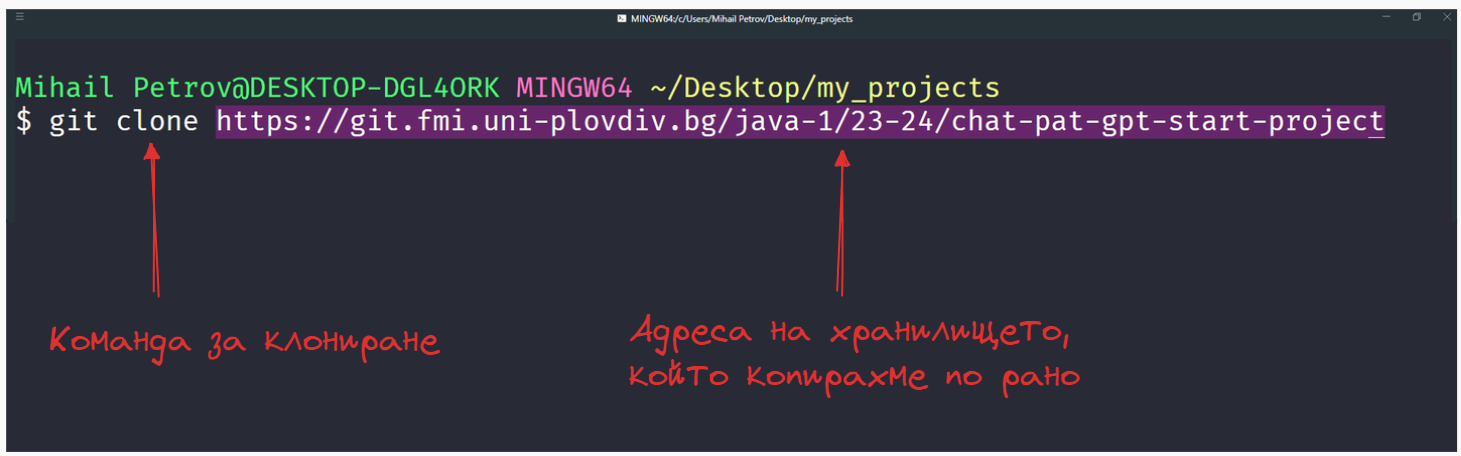 MINGW64:/c/Users/Mihail Petrov/Desktop/my_projects
Mihail Petrov@DESKTOP-DGL4ORK MINGW64 ~/Desktop/my_projects
$ git clone https://git.fmi.uni-plovdiv.bg/java-1/23-24/chat-pat-gpt-start-project
Команда за клониране
Адреса на хранилището,
който копирахме по рано